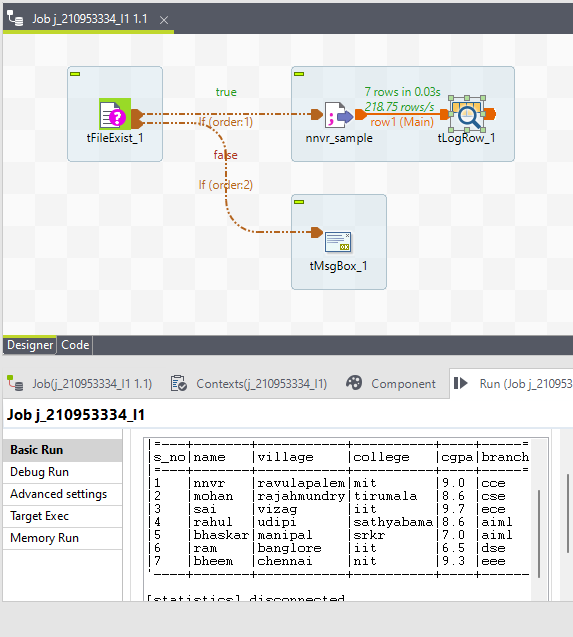 Job j_210953334_l1 1.1
true
7 rows in 0.03s
218.75 rows/s
If (order:1)
row1 (Main)
tFileExist_1
nnvr_sample
tLogRow_1
false
If (order:2)
tMsgBox_1
Designer Code
Job(j_210953334_l1 1.1) Contexts(j_210953334_l1) Component Run (Job j_210953
Job j_210953334_l1
Basic Run
Debug Run
Advanced settings
Target Exec
Memory Run
|=----+-------+-----------+----------+----+------=
|s_no|name |village |college |cgpa|branch
|=----+-------+-----------+----------+----+------=
|1 |nnvr |ravulapalem|mit |9.0 |cce
|2 |mohan |rajahmundry|tirumala |8.6 |cse
|3 |sai |vizag |iit |9.7 |ece
|4 |rahul |udipi |sathyabama|8.6 |aiml
|5 |bhaskar|manipal |srkr |7.0 |aiml
|6 |ram |banglore |iit |6.5 |dse
|7 |bheem |chennai |nit |9.3 |eee
'-----+-------+-----------+----------+----+------
[statistics] disconnected